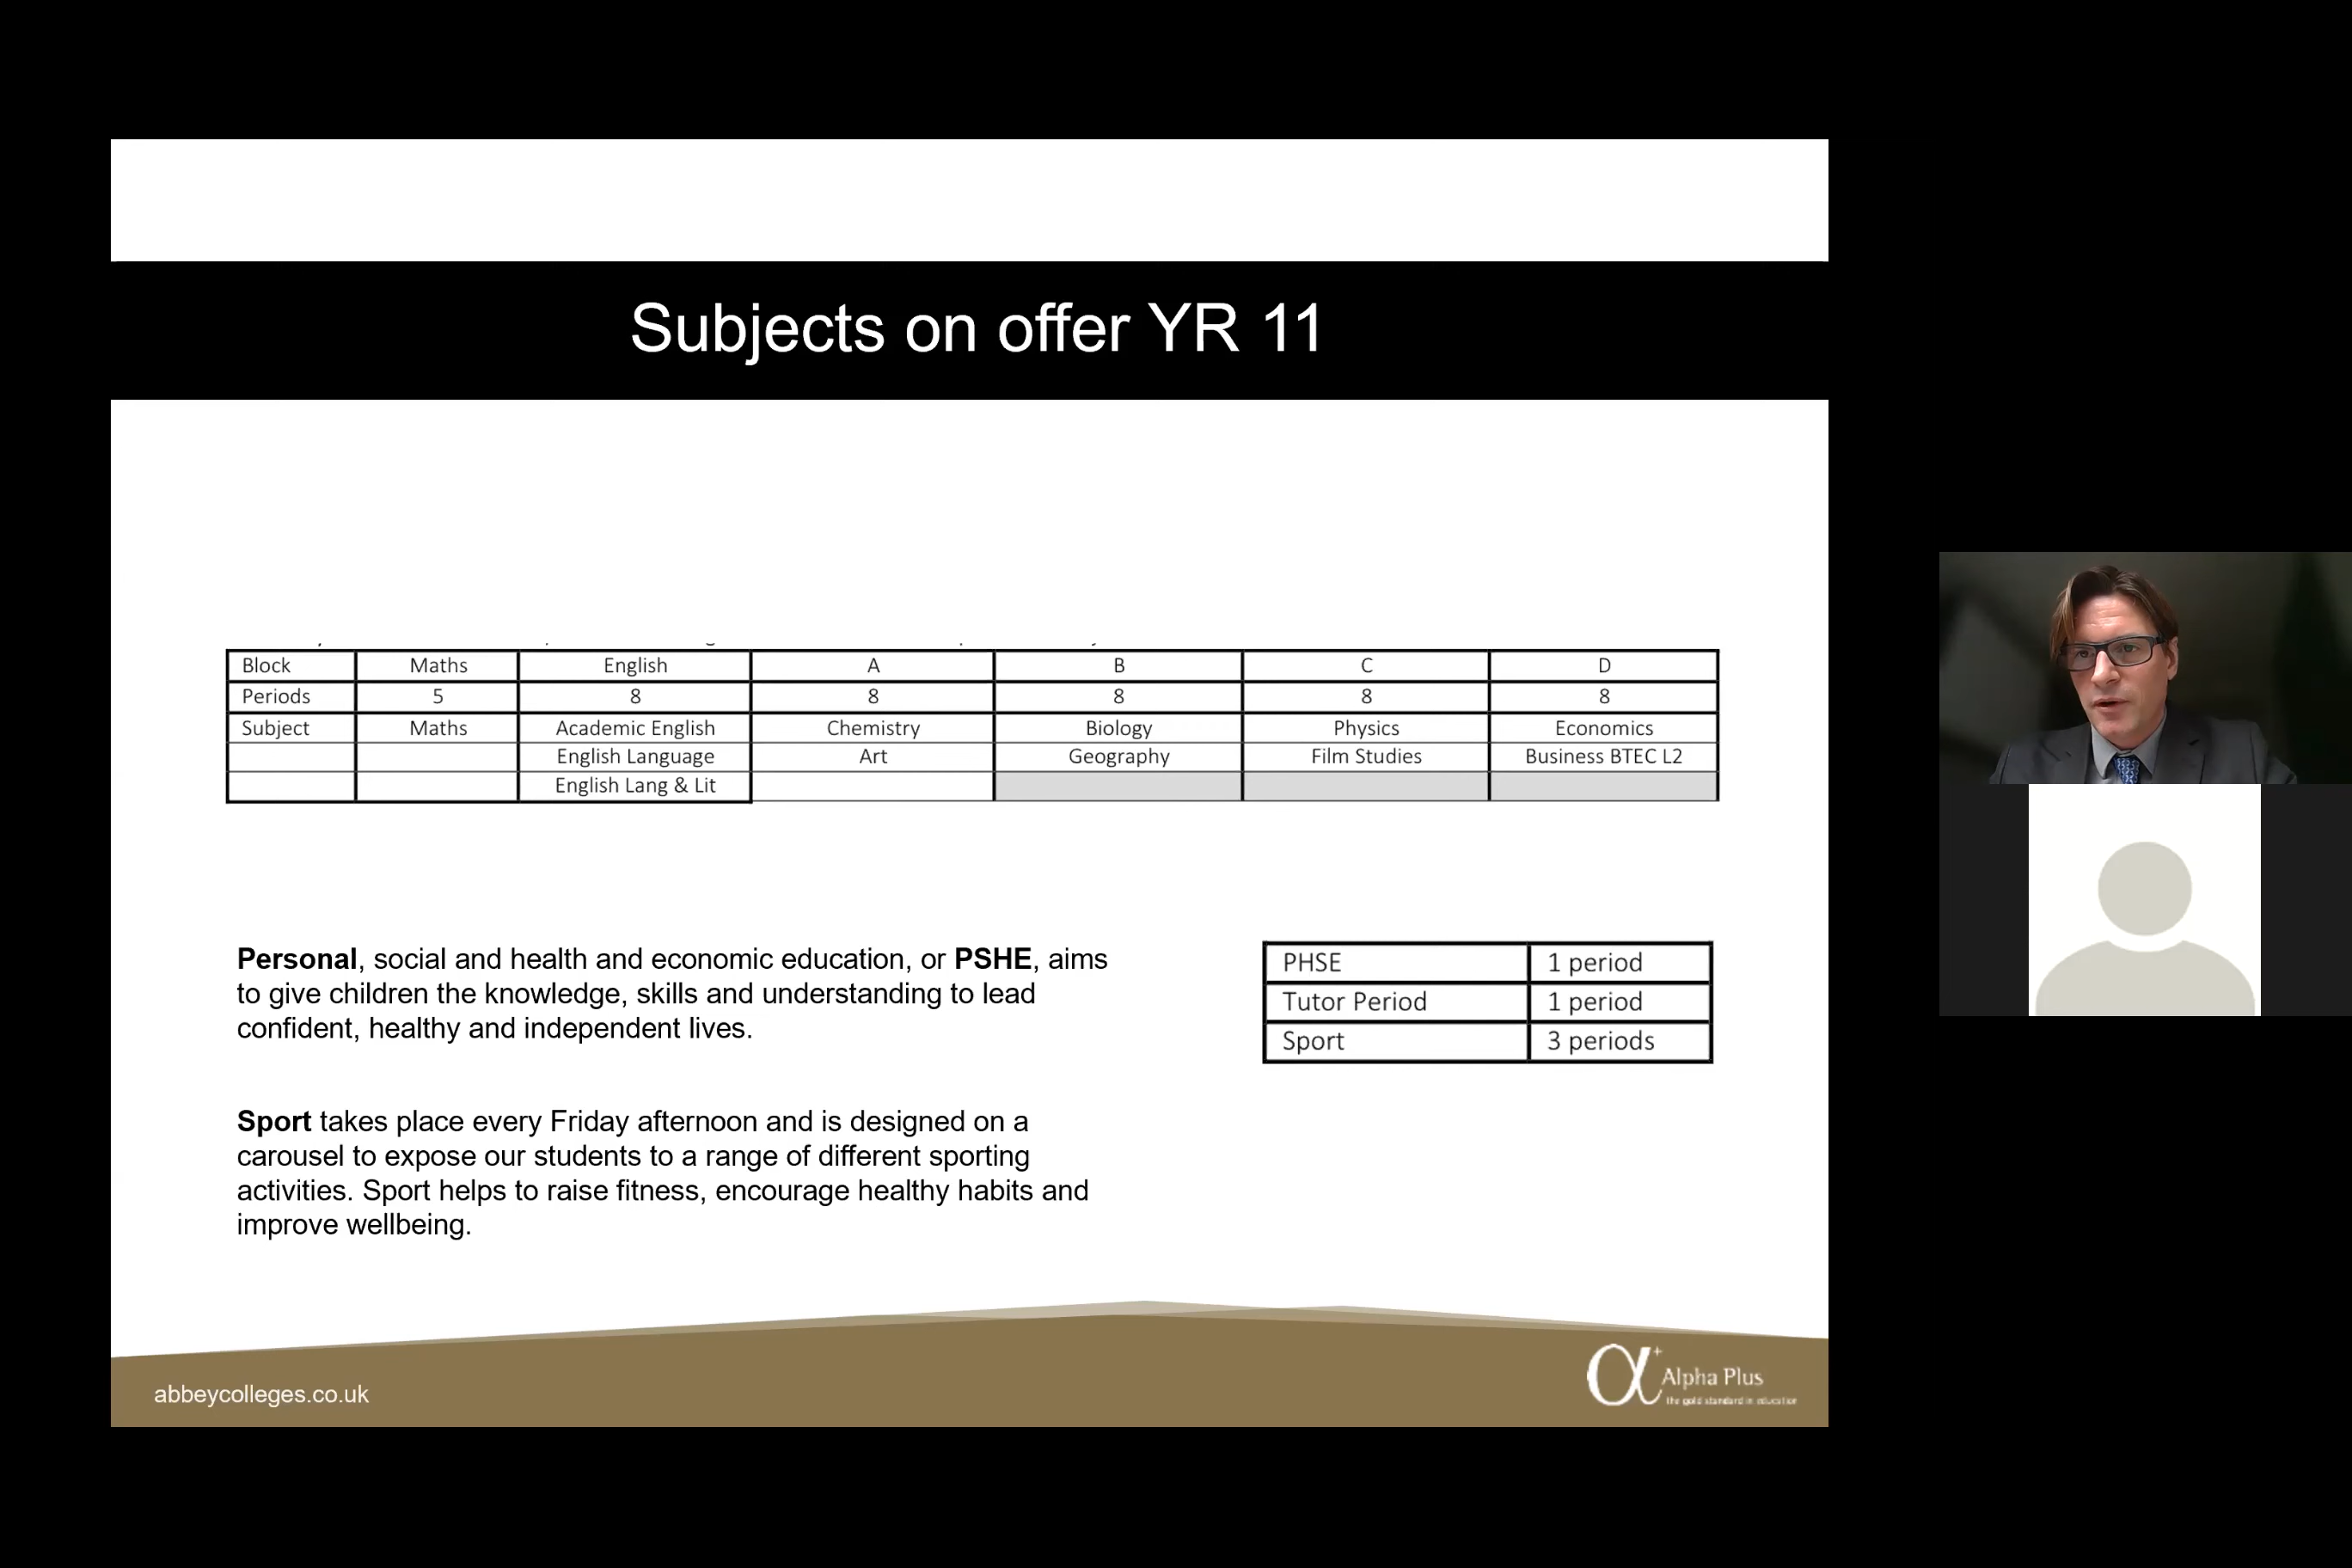 Subjects on offer YR 11
Block Maths English A B C D
Periods 5 8 8 8 8 8
Subject Maths Academic English Chemistry Biology Physics Economics
English Language Art Geography Film Studies Business BTEC L2
English Lang & Lit
Personal, social and health and economic education, or PSHE, aims
to give children the knowledge, skills and understanding to lead
confident, healthy and independent lives.
PHSE 1 period
Tutor Period 1 period
Sport 3 periods
Sport takes place every Friday afternoon and is designed on a
carousel to expose our students to a range of different sporting
activities. Sport helps to raise fitness, encourage healthy habits and
improve wellbeing.
abbeycolleges.co.uk
α+ Alpha Plus
the gold standard in education